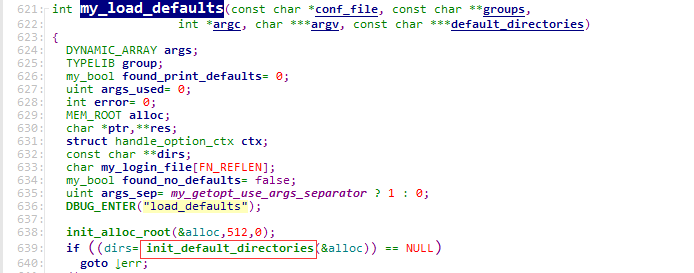 621: int my_load_defaults(const char *conf_file, const char **groups,
622: int *argc, char ***argv, const char ***default_directories)
623: {
624: DYNAMIC_ARRAY args;
625: TYPELIB group;
626: my_bool found_print_defaults= 0;
627: uint args_used= 0;
628: int error= 0;
629: MEM_ROOT alloc;
630: char *ptr,**res;
631: struct handle_option_ctx ctx;
632: const char **dirs;
633: char my_login_file[FN_REFLEN];
634: my_bool found_no_defaults= false;
635: uint args_sep= my_getopt_use_args_separator ? 1 : 0;
636: DBUG_ENTER("load_defaults");
637:
638: init_alloc_root(&alloc,512,0);
639: if ((dirs= init_default_directories(&alloc)) == NULL)
640: goto ↓err;